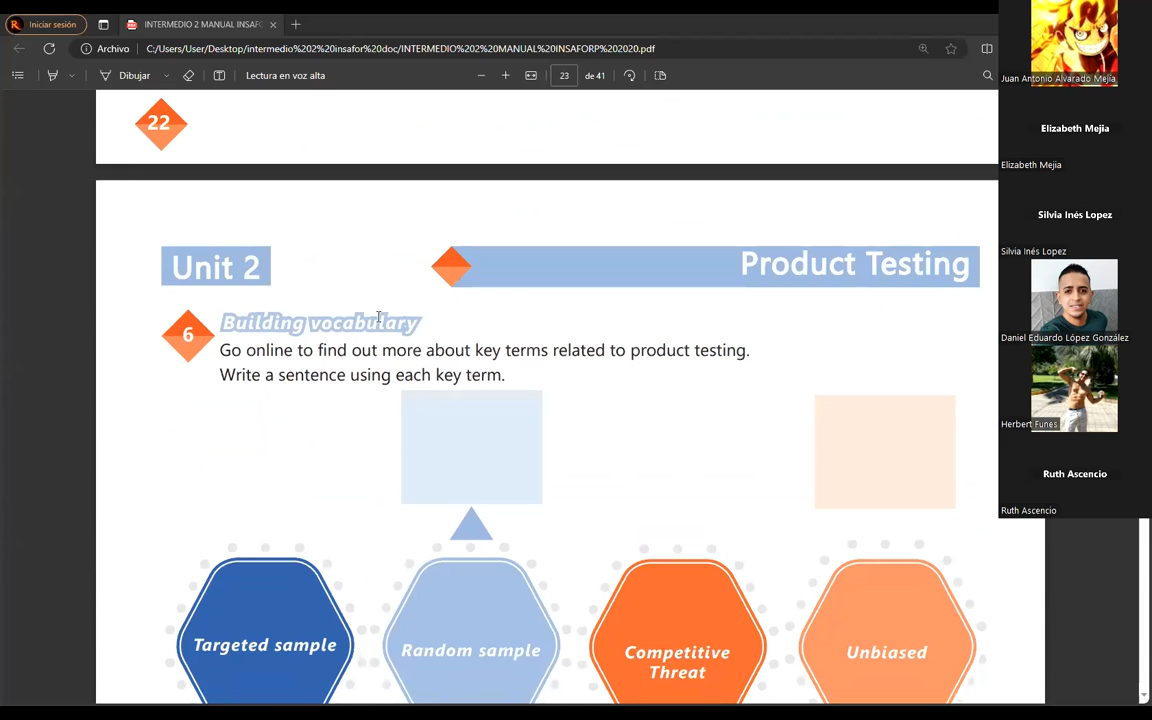 Iniciar sesión
INTERMEDIO 2 MANUAL INSAF
Archivo
C:/Users/User/Desktop/intermedio%202%20insafor%20doc/INTERMEDIO%202%20MANUAL%20INSAFORP%202020.pdf
Dibujar
Lectura en voz alta
23 de 41
22
Unit 2
Product Testing
6
Building vocabulary
Go online to find out more about key terms related to product testing.
Write a sentence using each key term.
Targeted sample
Random sample
Competitive
Threat
Unbiased
Juan Antonio Alvarado Mejía
Elizabeth Mejia
Elizabeth Mejia
Silvia Inés Lopez
Silvia Inés Lopez
Daniel Eduardo López González
Herbert Funes
Ruth Ascencio
Ruth Ascencio